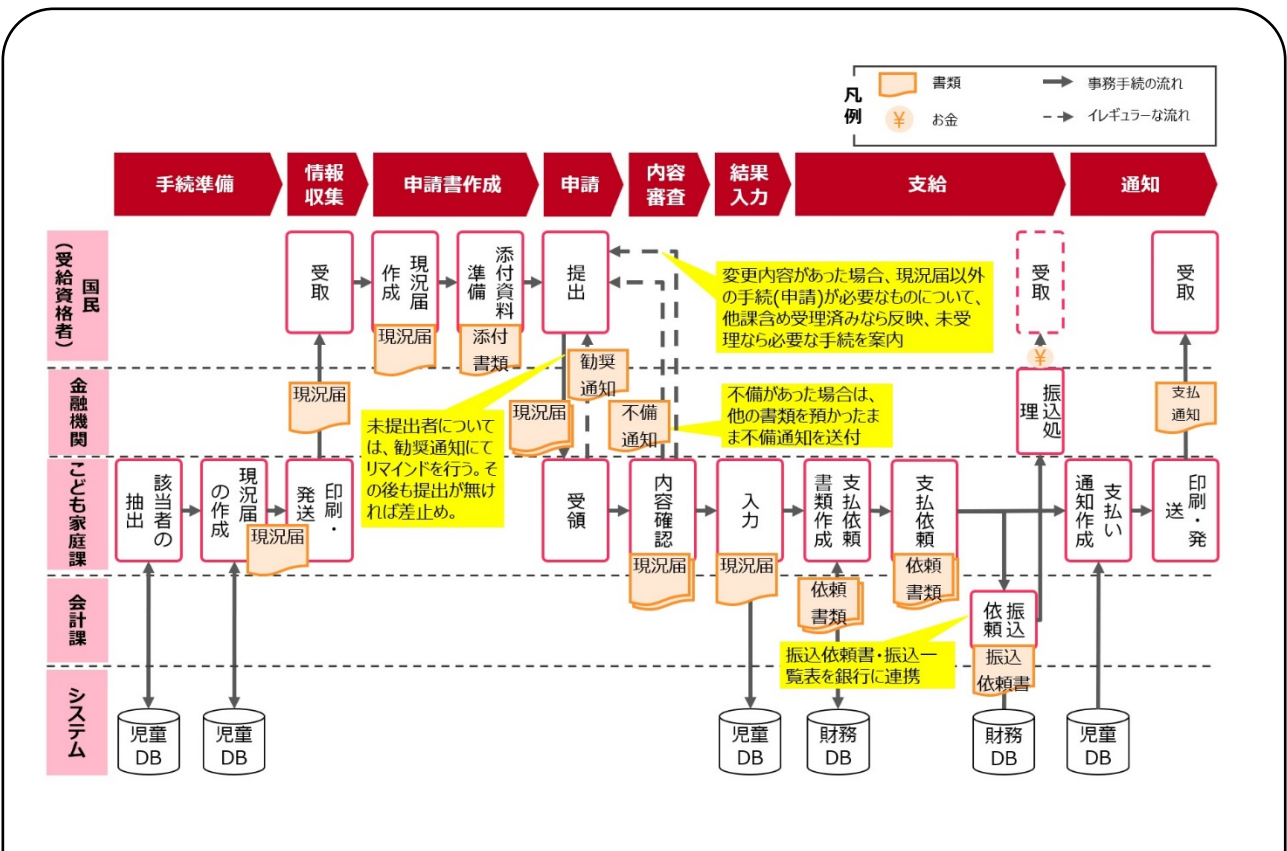 凡例
書類
事務手続の流れ
¥
お金
イレギュラーな流れ
手続準備
情報
収集
申請書作成
申請
内容
審査
結果
入力
支給
通知
国民
(受給資格者)
受取
現況届
作成
現況届
添付資料
準備
添付
書類
提出
変更内容があった場合、現況届以外
の手続(申請)が必要なものについて、
他課含め受理済みなら反映、未受
理なら必要な手続を案内
受取
¥
受取
金融機関
現況届
未提出者について
は、勧奨通知にて
リマインドを行う。そ
の後も提出が無け
れば差止め。
現況届
勧奨
通知
不備
通知
不備があった場合は、
他の書類を預かったま
ま不備通知を送付
振込処
理
支払
通知
こども家庭課
該当者の
抽出
現況届
の作成
現況届
印刷・
発送
受領
内容確認
現況届
入力
現況届
支払依頼
書類作成
依頼
書類
支払依頼
依頼
書類
支払い
通知作成
印刷・発
送
会計課
振込依頼書・振込一
覧表を銀行に連携
振込
依頼
振込
依頼書
システム
児童
DB
児童
DB
児童
DB
財務
DB
財務
DB
児童
DB